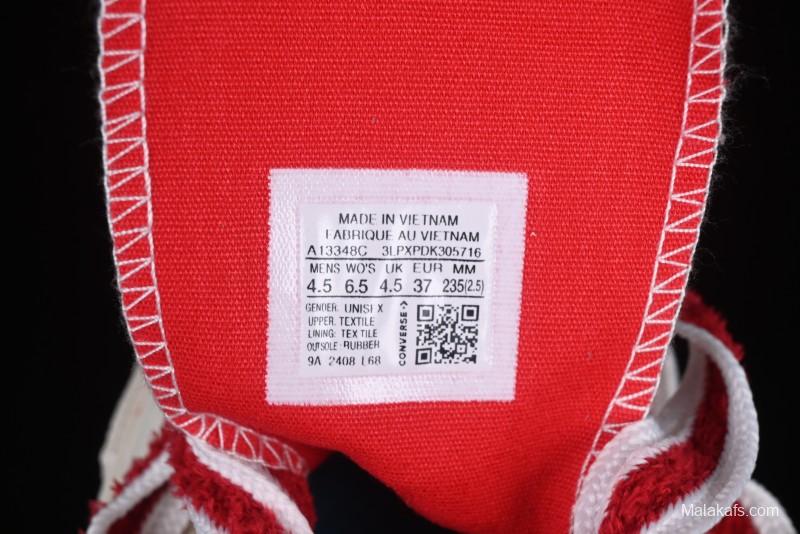 MADE IN VIETNAM
FABRIQUE AU VIETNAM
A13348C 3LPXPDK305716
MENS WO'S UK EUR MM
4.5 6.5 4.5 37 235(2.5)
GENDER: UNISEX
UPPER: TEXTILE
LINING: TEXTILE
OUTSOLE: RUBBER
9A 2408 L68
CONVERSE
Malakafs.com